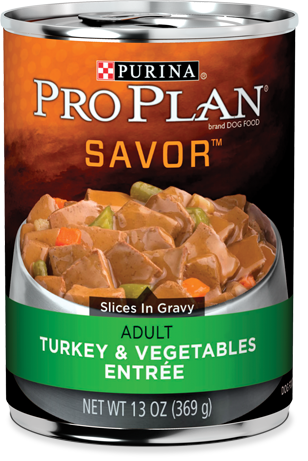 PURINA®
PRO PLAN®
brand DOG FOOD
SAVOR™
Slices In Gravy
ADULT
TURKEY & VEGETABLES
ENTRÉE
NET WT 13 OZ (369 g)